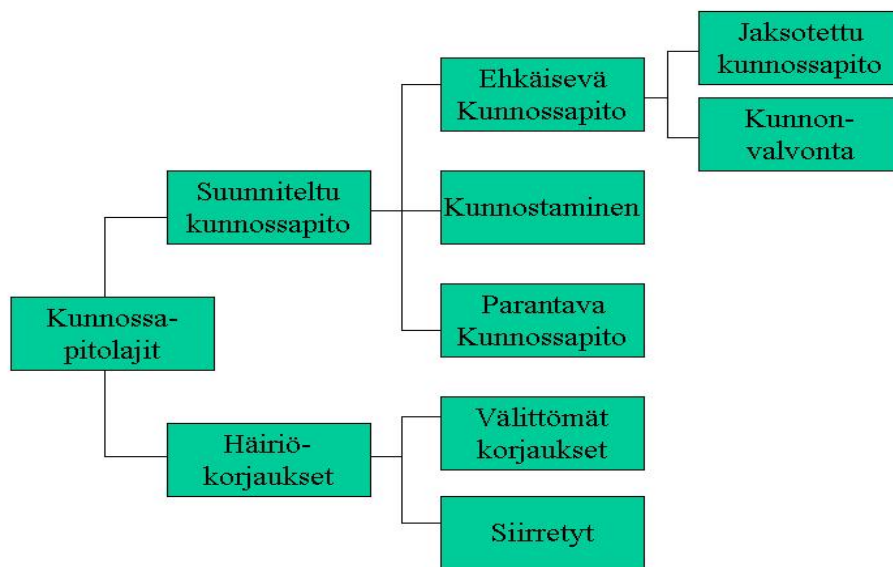 Jaksotettu
kunnossapito
Ehkäisevä
Kunnossapito
Kunnon-
valvonta
Suunniteltu
kunnossapito
Kunnostaminen
Parantava
Kunnossapito
Kunnossa-
pitolajit
Häiriö-
korjaukset
Välittömät
korjaukset
Siirretyt